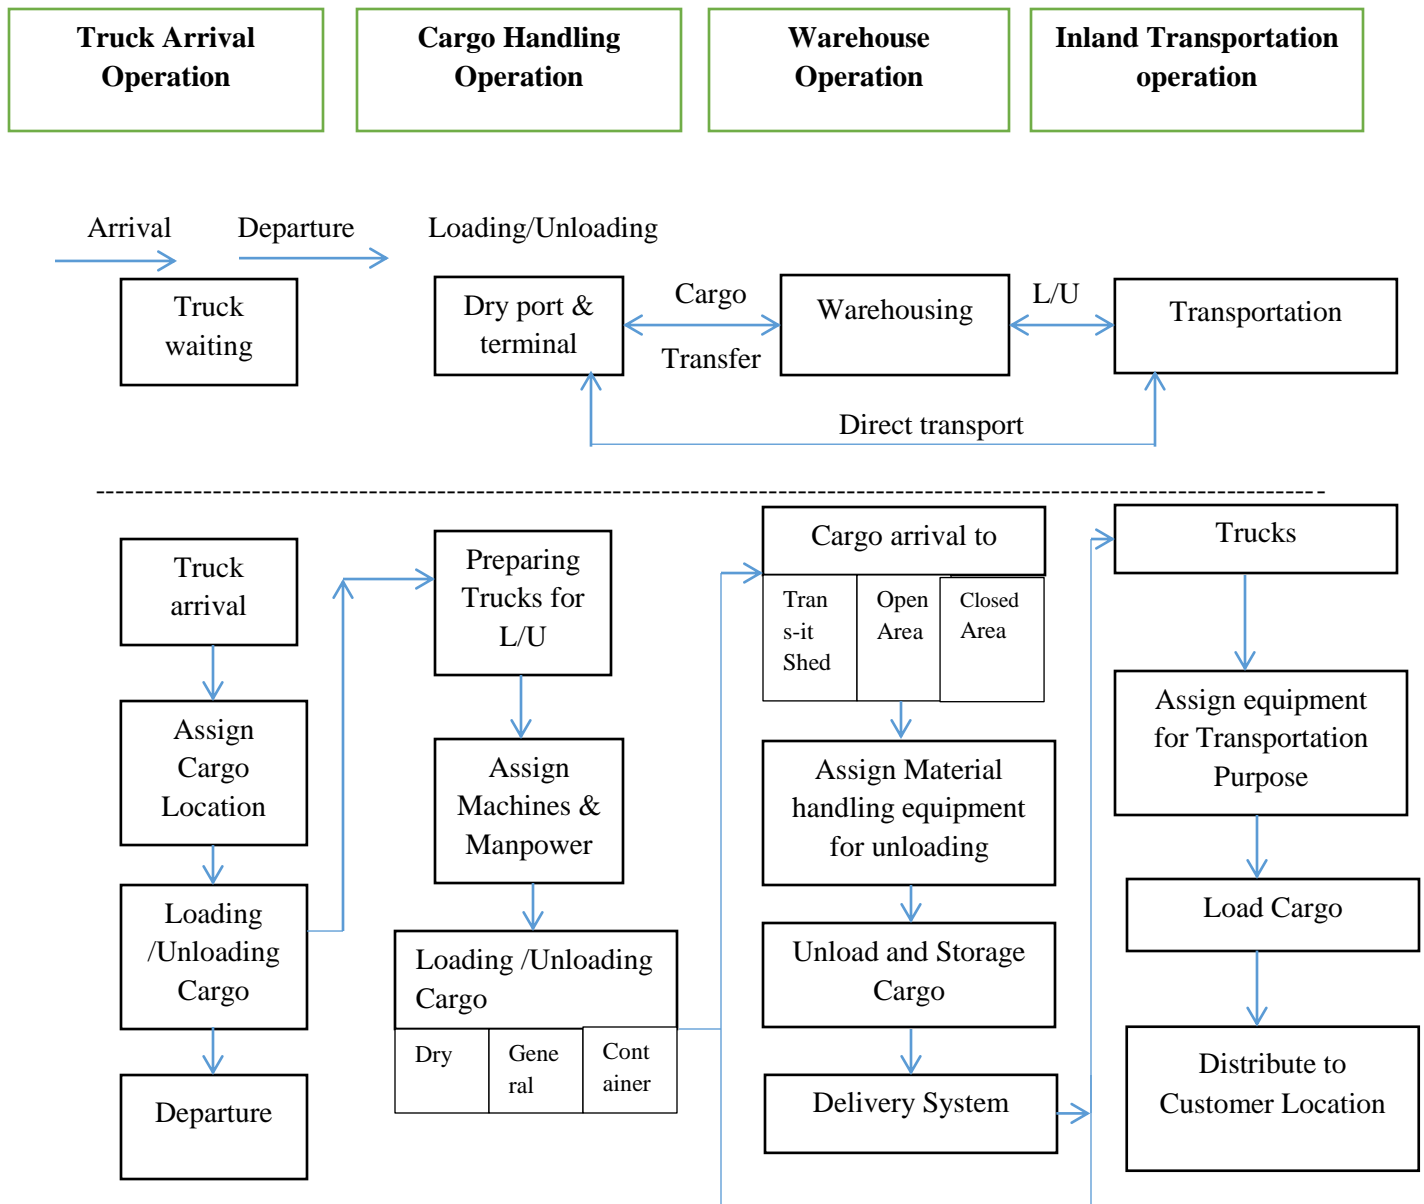 Truck Arrival
Operation
Cargo Handling
Operation
Warehouse
Operation
Inland Transportation
operation
Arrival
Departure
Loading/Unloading
Truck
waiting
Dry port &
terminal
Cargo
Transfer
Warehousing
L/U
Transportation
Direct transport
Truck
arrival
Assign
Cargo
Location
Loading
/Unloading
Cargo
Departure
Preparing
Trucks for
L/U
Assign
Machines &
Manpower
Loading /Unloading
Cargo
Dry
Gene
ral
Cont
ainer
Cargo arrival to
Tran
s-it
Shed
Open
Area
Closed
Area
Assign Material
handling equipment
for unloading
Unload and Storage
Cargo
Delivery System
Trucks
Assign equipment
for Transportation
Purpose
Load Cargo
Distribute to
Customer Location